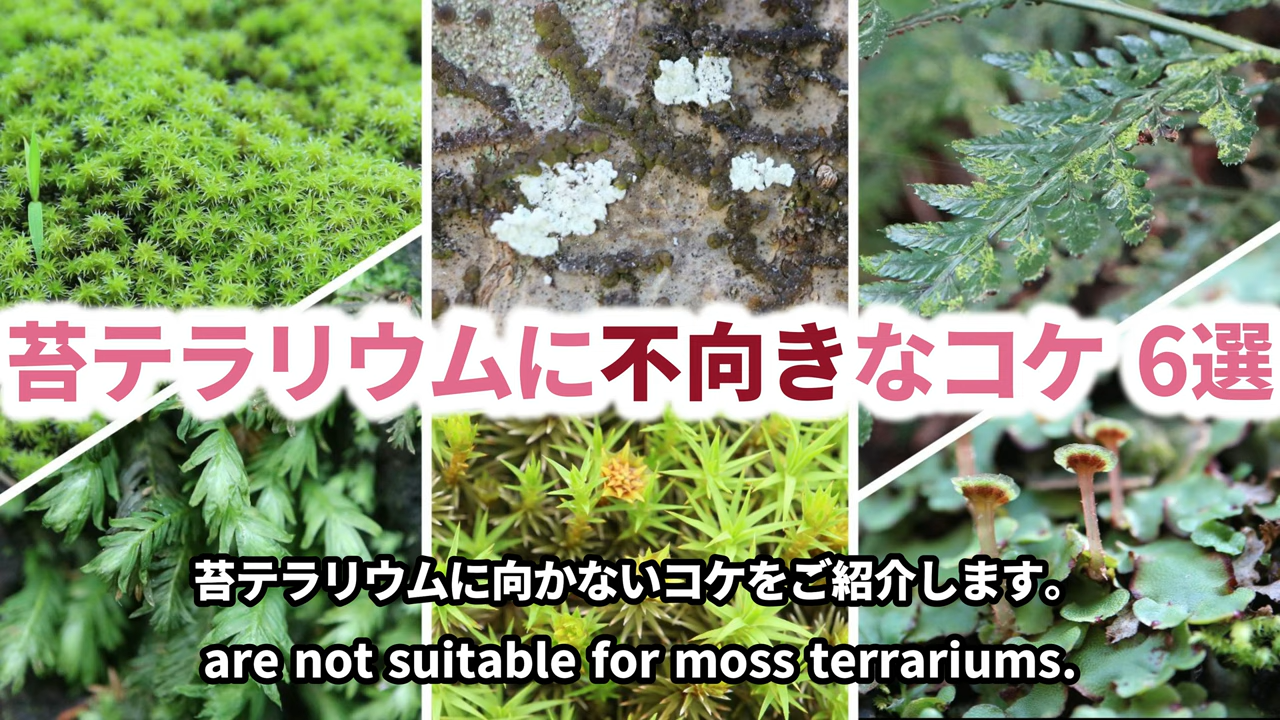 苔テラリウムに不向きなコケ 6選
苔テラリウムに向かないコケをご紹介します。
are not suitable for moss terrariums.